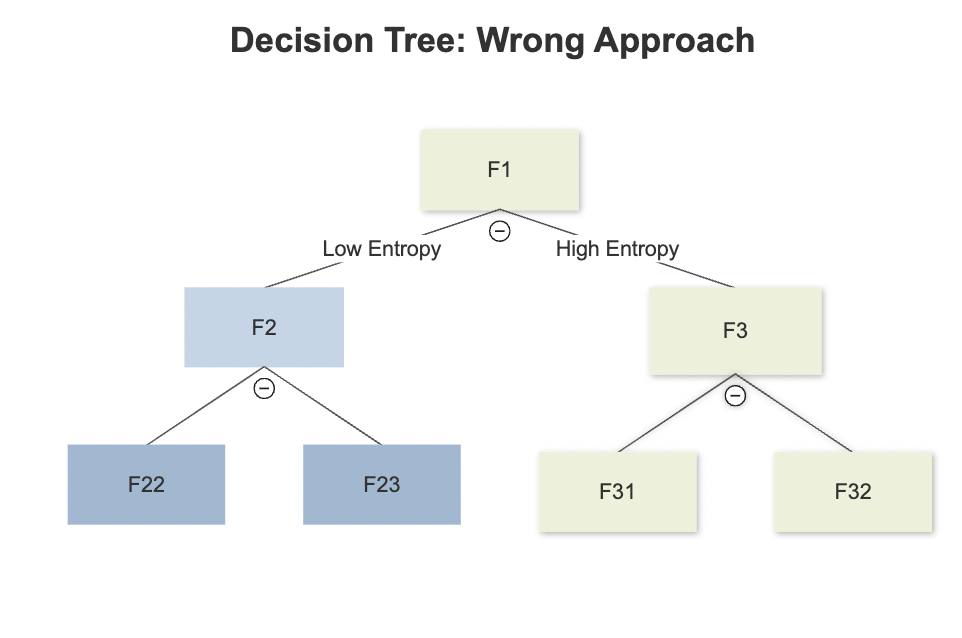 Decision Tree: Wrong Approach
F1
Low Entropy
High Entropy
F2
F3
F22
F23
F31
F32